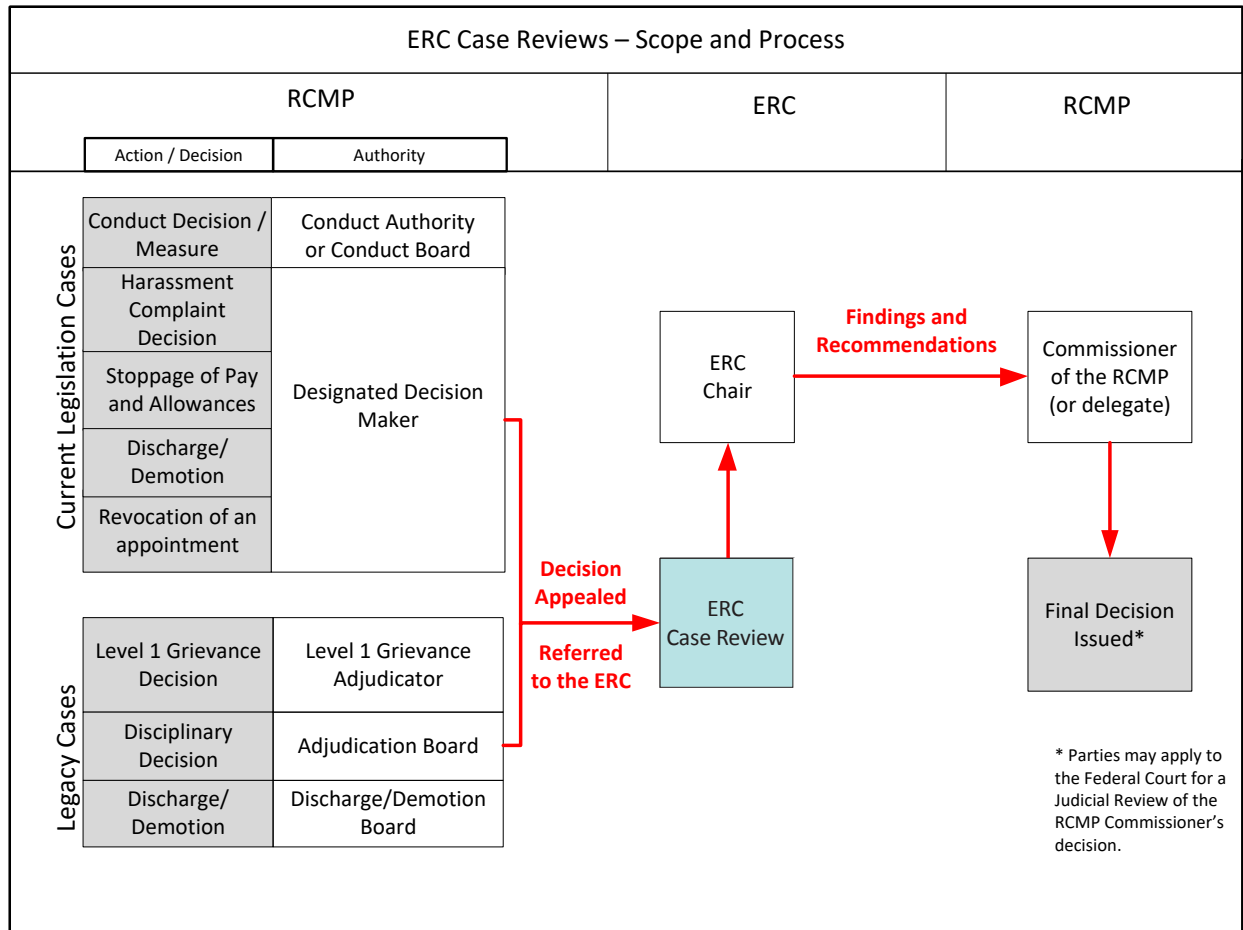 ERC Case Reviews – Scope and Process
RCMP
ERC
RCMP
Action / Decision
Authority
Current Legislation Cases
Conduct Decision /
Measure
Conduct Authority
or Conduct Board
Harassment
Complaint
Decision
Stoppage of Pay
and Allowances
Discharge/
Demotion
Revocation of an
appointment
Designated Decision
Maker
Legacy Cases
Level 1 Grievance
Decision
Level 1 Grievance
Adjudicator
Disciplinary
Decision
Adjudication Board
Discharge/
Demotion
Discharge/Demotion
Board
Decision
Appealed
Referred
to the ERC
ERC
Case Review
ERC
Chair
Findings and
Recommendations
Commissioner
of the RCMP
(or delegate)
Final Decision
Issued*
* Parties may apply to
the Federal Court for a
Judicial Review of the
RCMP Commissioner’s
decision.